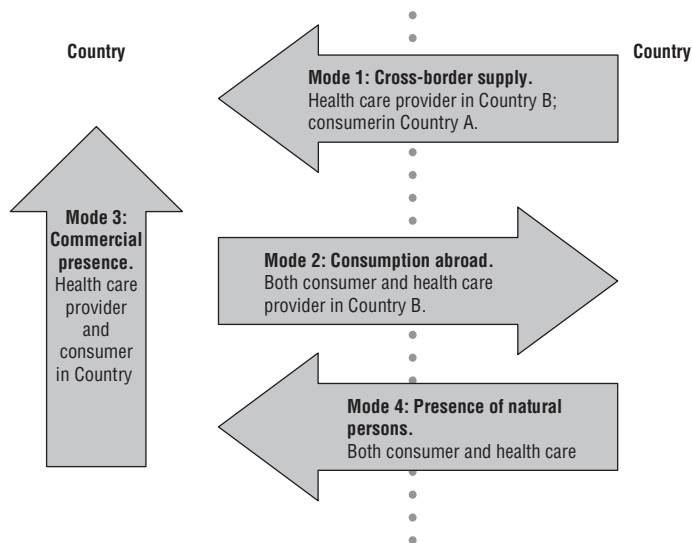 Country
Country
Mode 1: Cross-border supply.
Health care provider in Country B;
consumerin Country A.
Mode 3:
Commercial
presence.
Health care
provider
and
consumer
in Country
Mode 2: Consumption abroad.
Both consumer and health care
provider in Country B.
Mode 4: Presence of natural
persons.
Both consumer and health care